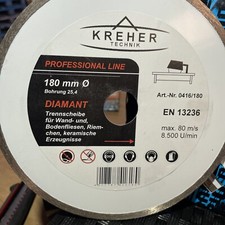 KREHER
TECHNIK
PROFESSIONAL LINE
180 mm Ø
Bohrung 25.4
DIAMANT
Trennscheibe
für Wand- und,
Bodenfliesen, Riem-
chen, keramische
Erzeugnisse
Art.-Nr. 0416/180
EN 13236
max. 80 m/s
8.500 U/min